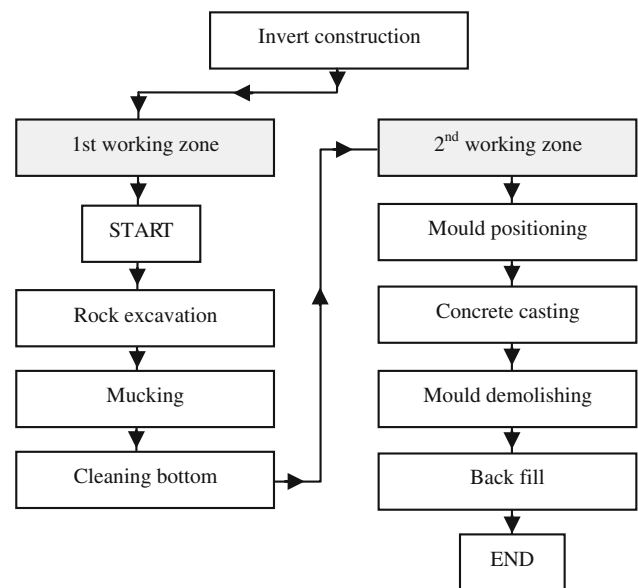 Invert construction
1st working zone
START
Rock excavation
Mucking
Cleaning bottom
2nd working zone
Mould positioning
Concrete casting
Mould demolishing
Back fill
END